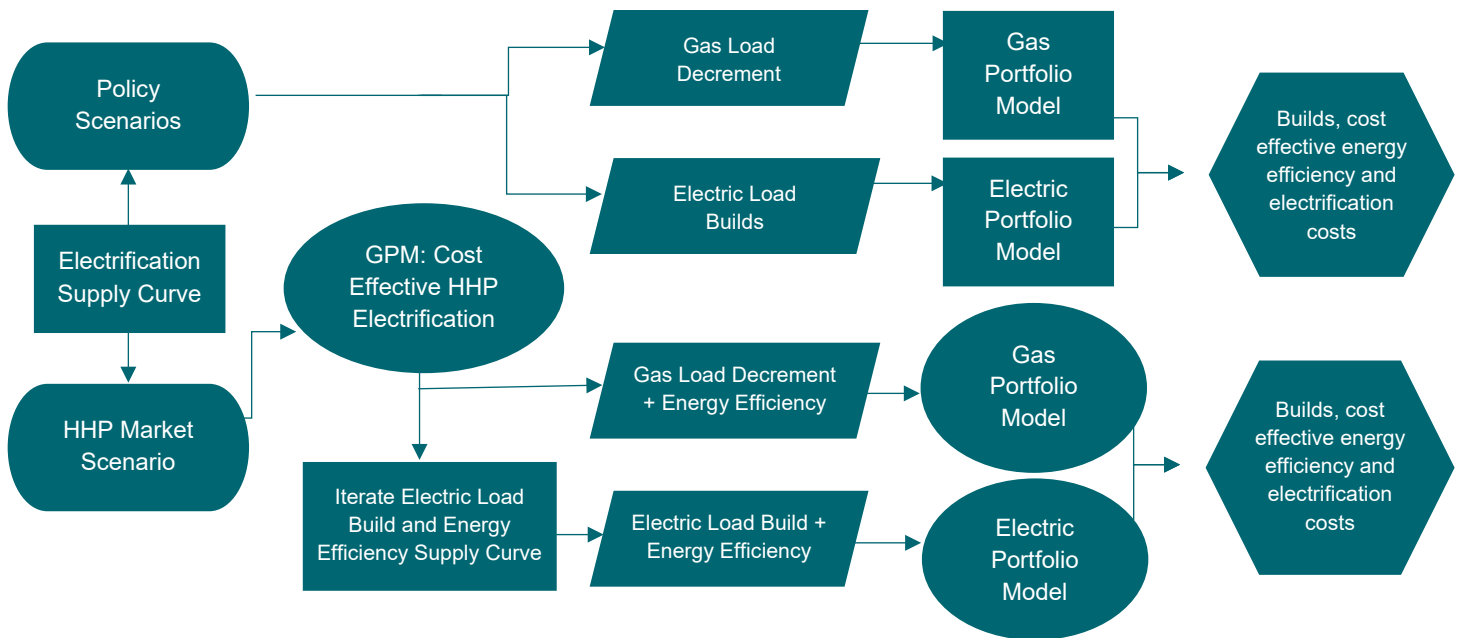 Policy
Scenarios
Electrification
Supply Curve
HHP Market
Scenario
GPM: Cost
Effective HHP
Electrification
Iterate Electric Load
Build and Energy
Efficiency Supply Curve
Gas Load
Decrement
Electric Load
Builds
Gas Load Decrement
+ Energy Efficiency
Electric Load Build +
Energy Efficiency
Gas
Portfolio
Model
Electric
Portfolio
Model
Gas
Portfolio
Model
Electric
Portfolio
Model
Builds, cost
effective energy
efficiency and
electrification
costs
Builds, cost
effective energy
efficiency and
electrification
costs